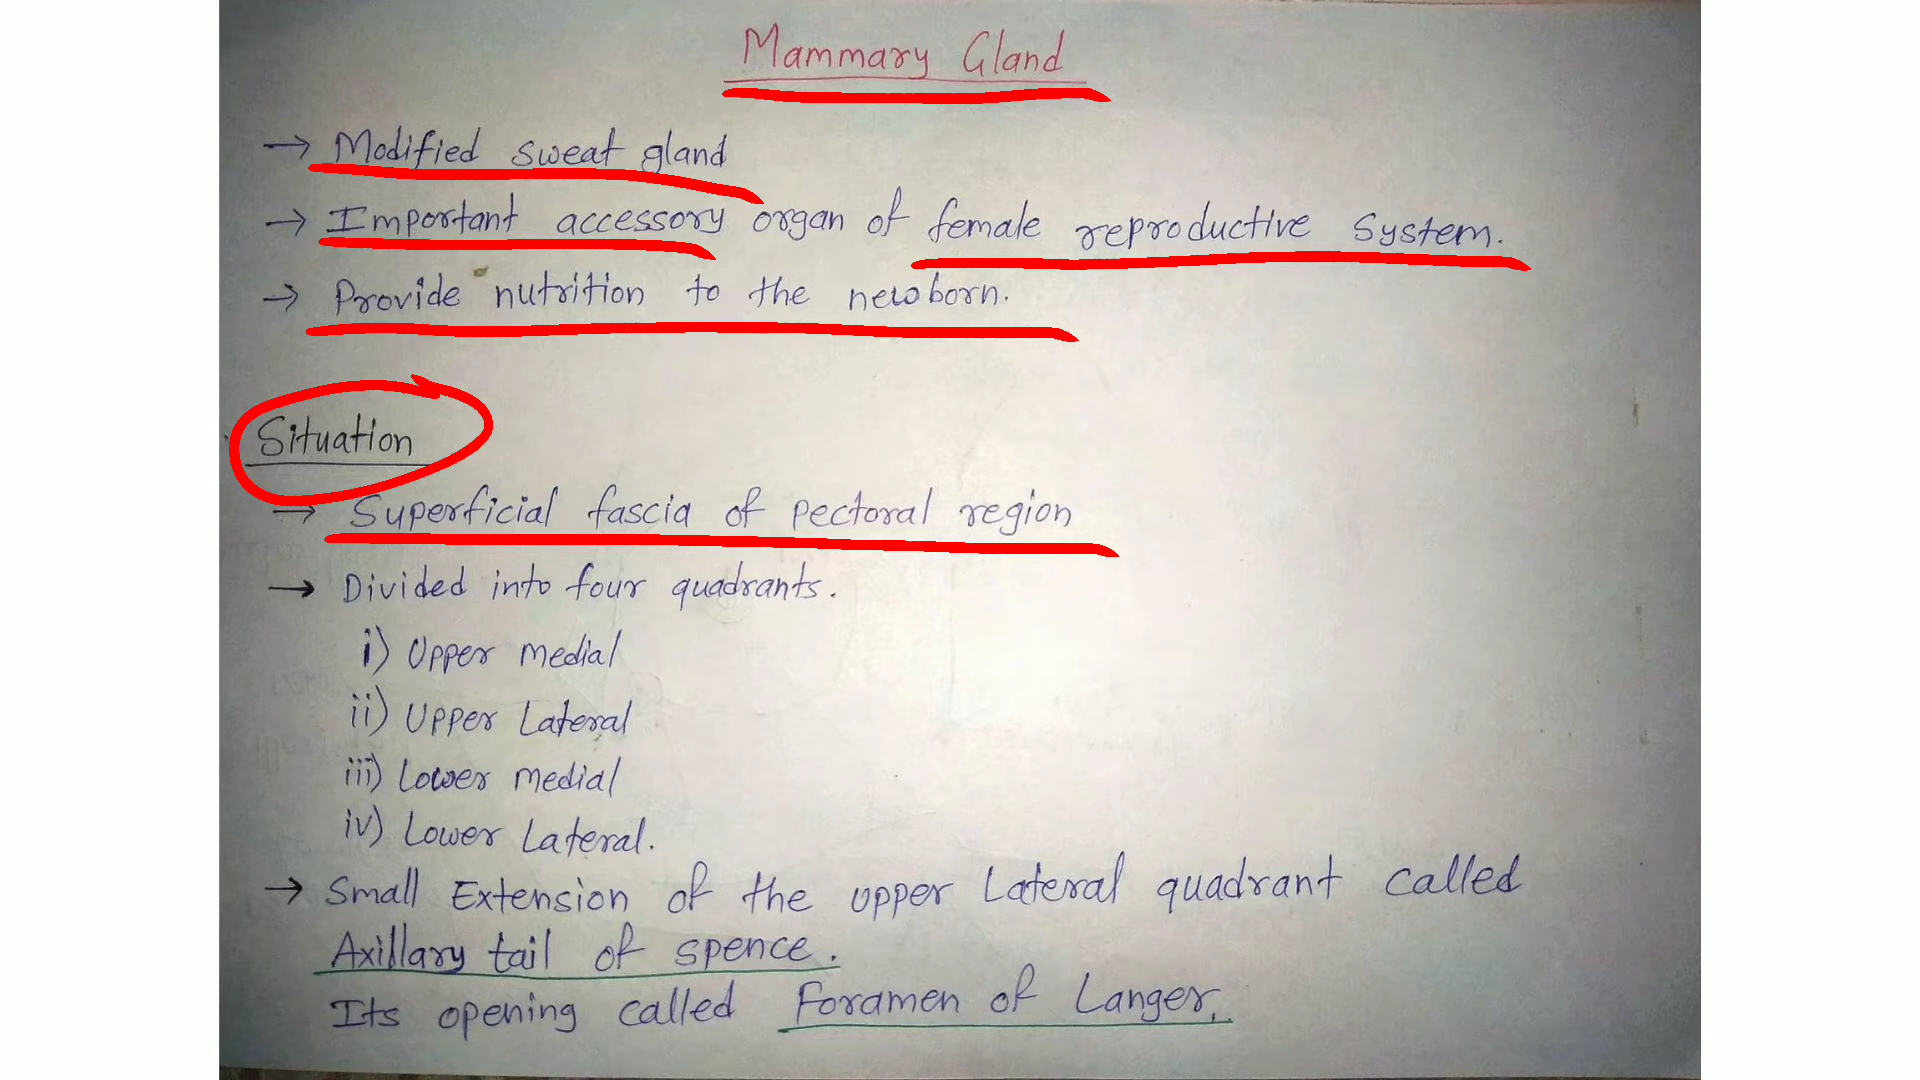 Mammary Gland
→ Modified sweat gland
→ Important accessory organ of female reproductive System.
→ Provide nutrition to the newborn.
Situation
→ Superficial fascia of pectoral region
→ Divided into four quadrants.
i) Upper medial
ii) Upper Lateral
iii) Lower medial
iv) Lower Lateral.
→ Small Extension of the upper Lateral quadrant called
Axillary tail of spence.
Its opening called Foramen of Langer.